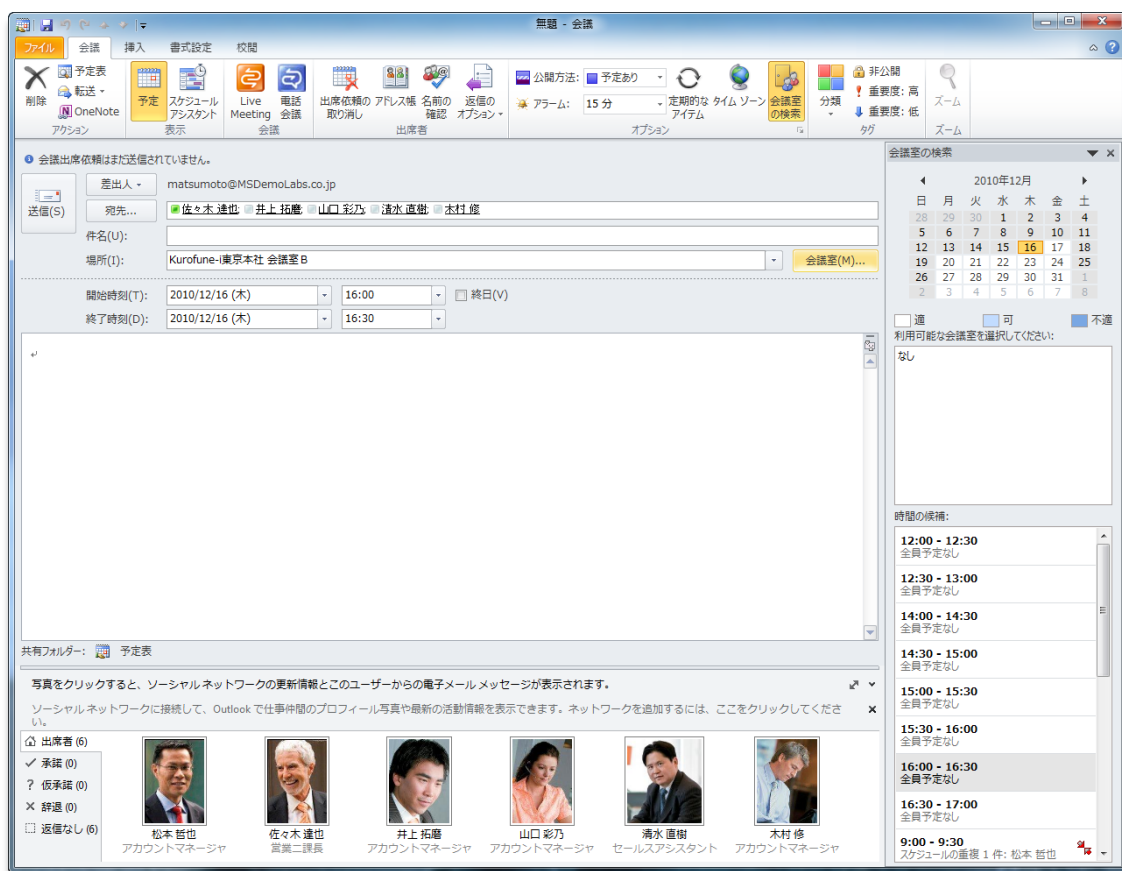 無題 - 会議
ファイル 会議 挿入 書式設定 校閲
削除
予定表
転送
OneNote
アクション
予定
スケジュール アシスタント
表示
Live Meeting
電話会議
会議
出席依頼の取り消し
アドレス帳
名前の確認
返信のオプション
出席者
公開方法: 予定あり
アラーム: 15 分
定期的なアイテム
タイム ゾーン
会議室の検索
オプション
分類
非公開
重要度: 高
重要度: 低
タグ
ズーム
ズーム
会議出席依頼はまだ送信されていません。
送信(S)
差出人 matsumoto@MSDemoLabs.co.jp
宛先... 佐々木 達也; 井上 拓磨; 山口 彩乃; 清水 直樹; 木村 修
件名(U):
場所(I): Kurofune-i東京本社 会議室B 会議室(M)...
開始時刻(T): 2010/12/16 (木) 16:00 終日(V)
終了時刻(D): 2010/12/16 (木) 16:30
共有フォルダー: 予定表
写真をクリックすると、ソーシャル ネットワークの更新情報とこのユーザーからの電子メール メッセージが表示されます。
ソーシャル ネットワークに接続して、Outlook で仕事仲間のプロフィール写真や最新の活動情報を表示できます。ネットワークを追加するには、ここをクリックしてくださ
い。
出席者 (6)
承諾 (0)
仮承諾 (0)
辞退 (0)
返信なし (6)
松本 哲也 佐々木 達也 井上 拓磨 山口 彩乃 清水 直樹 木村 修
アカウントマネージャ 営業二課長 アカウントマネージャ アカウントマネージャ セールスアシスタント アカウントマネージャ
会議室の検索
2010年12月
日 月 火 水 木 金 土
28 29 30 1 2 3 4
5 6 7 8 9 10 11
12 13 14 15 16 17 18
19 20 21 22 23 24 25
26 27 28 29 30 31 1
2 3 4 5 6 7 8
適 可 不適
利用可能な会議室を選択してください:
なし
時間の候補:
12:00 - 12:30
全員予定なし
12:30 - 13:00
全員予定なし
14:00 - 14:30
全員予定なし
14:30 - 15:00
全員予定なし
15:00 - 15:30
全員予定なし
15:30 - 16:00
全員予定なし
16:00 - 16:30
全員予定なし
16:30 - 17:00
全員予定なし
9:00 - 9:30
スケジュールの重複 1 件: 松本 哲也